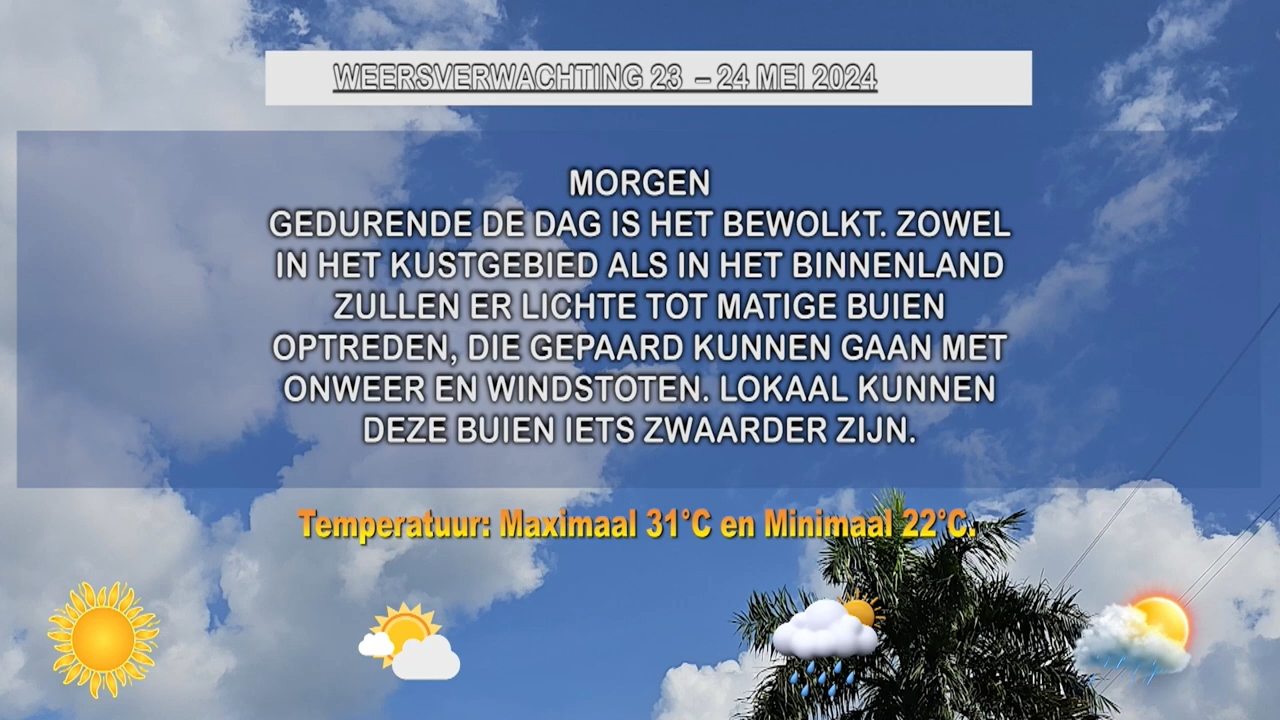 WEERSVERWACHTING 23 – 24 MEI 2024
MORGEN
GEDURENDE DE DAG IS HET BEWOLKT. ZOWEL
IN HET KUSTGEBIED ALS IN HET BINNENLAND
ZULLEN ER LICHTE TOT MATIGE BUIEN
OPTREDEN, DIE GEPAARD KUNNEN GAAN MET
ONWEER EN WINDSTOTEN. LOKAAL KUNNEN
DEZE BUIEN IETS ZWAARDER ZIJN.
Temperatuur: Maximaal 31°C en Minimaal 22°C.